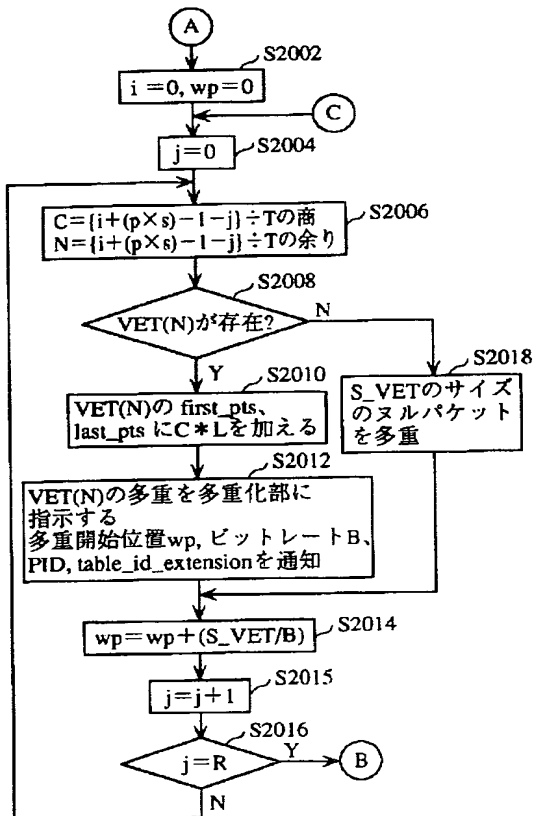 A
S2002
i=0, wp=0
C
j=0
S2004
C={i+(p×s)−1−j}÷Tの商
N={i+(p×s)−1−j}÷Tの余り
S2006
S2008
VET(N)が存在?
N
Y
S2010
VET(N)の first_pts、
last_pts にC*Lを加える
S2018
S_VETのサイズ
のヌルパケット
を多重
S2012
VET(N)の多重を多重化部に
指示する
多重開始位置wp, ビットレートB、
PID, table_id_extensionを通知
wp=wp+(S_VET/B)
S2014
j=j+1
S2015
S2016
j=R
Y
B
N